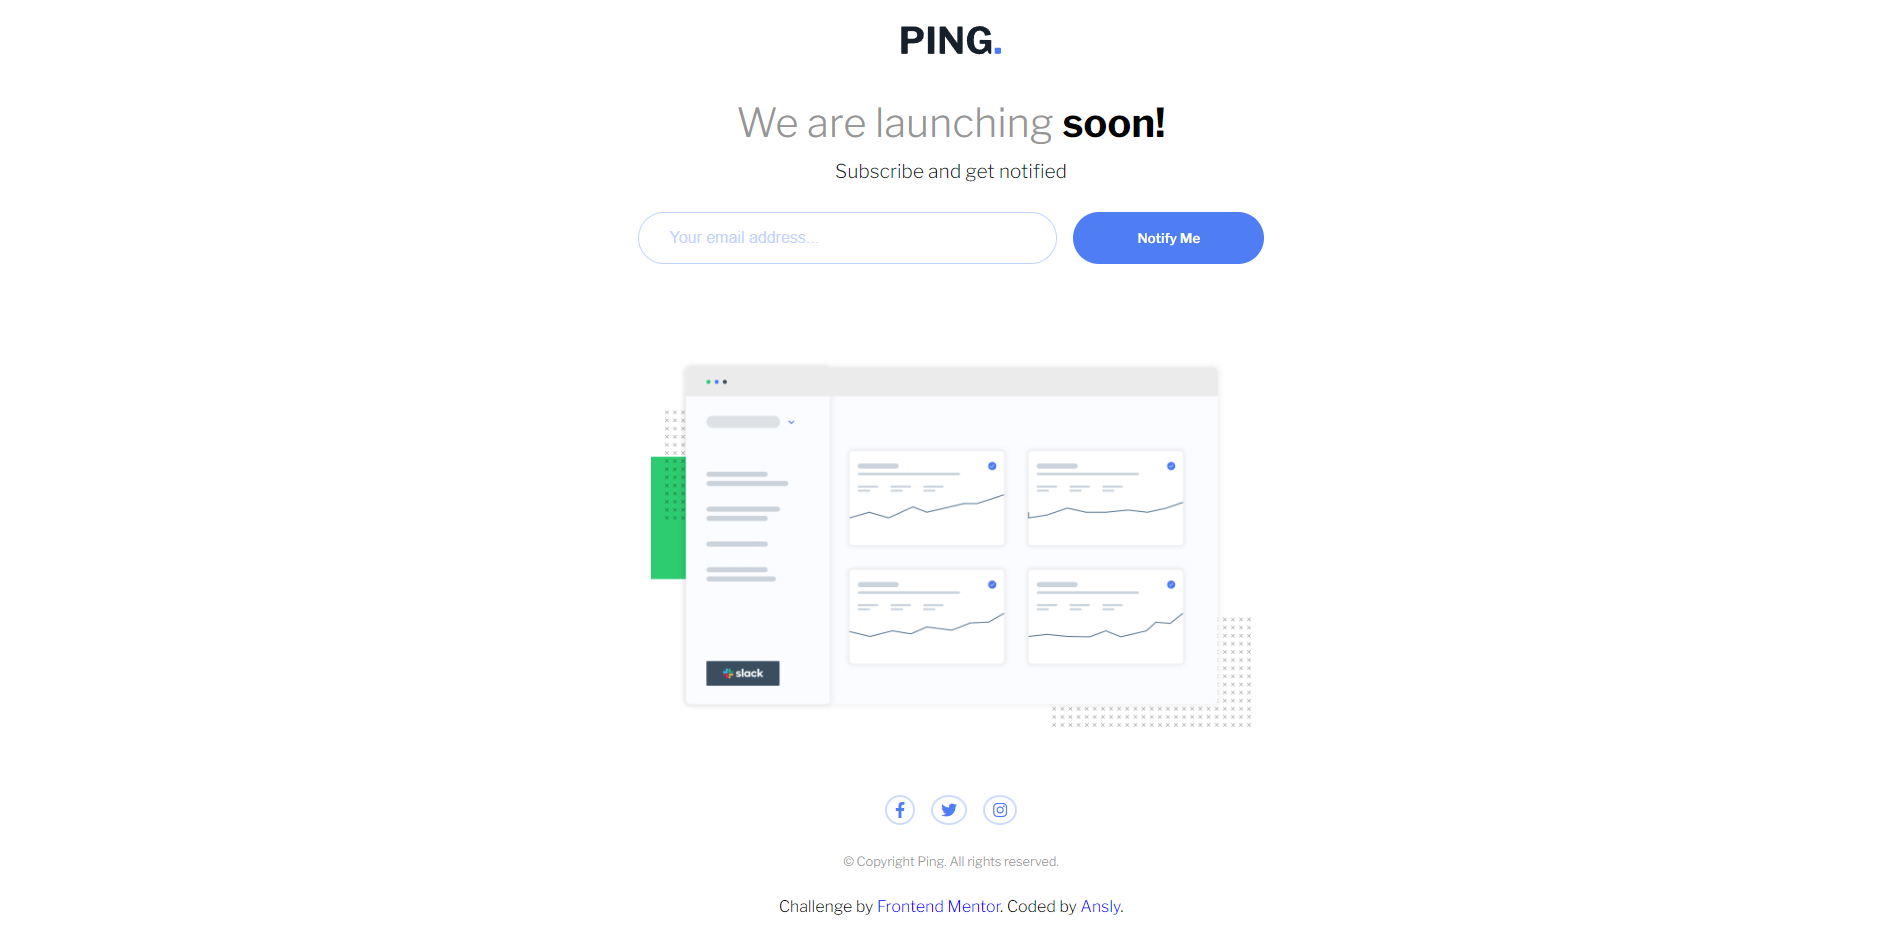 PING.
We are launching soon!
Subscribe and get notified
Your email address...
Notify Me
slack
© Copyright Ping. All rights reserved.
Challenge by Frontend Mentor. Coded by Ansly.